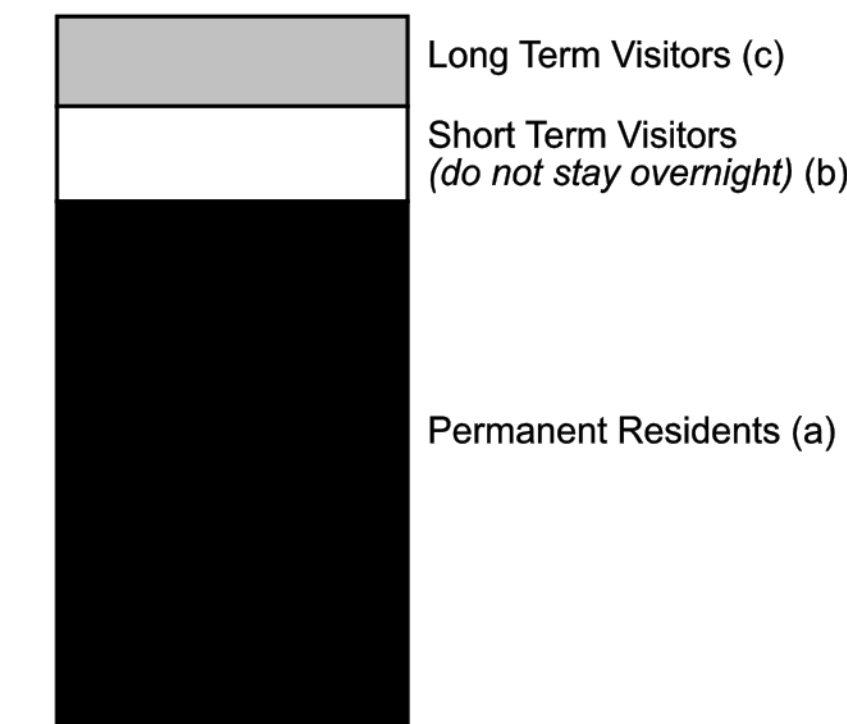 Long Term Visitors (c)
Short Term Visitors
(do not stay overnight) (b)
Permanent Residents (a)